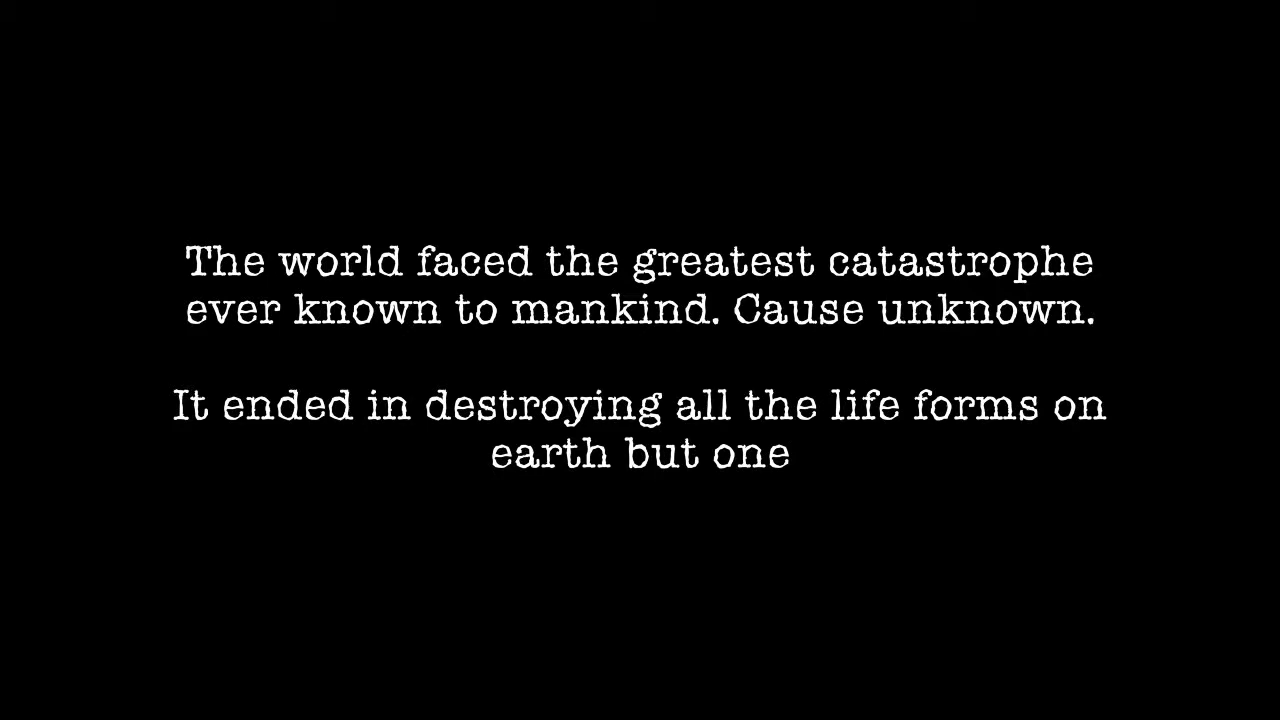 The world faced the greatest catastrophe
ever known to mankind. Cause unknown.
It ended in destroying all the life forms on
earth but one